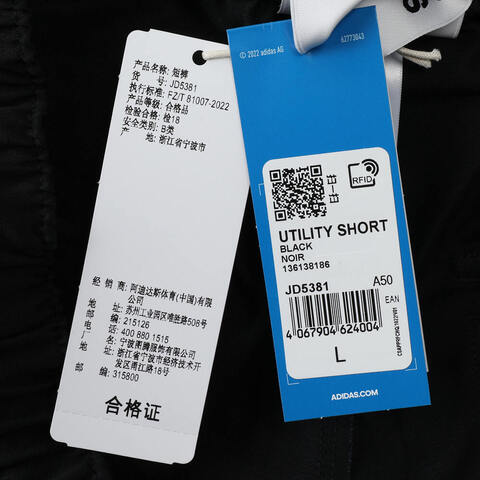 产品名称: 短裤
货 号: JD5381
执行标准: FZ/T 81007-2022
产品等级: 合格品
检验合格: 检18
安全类别: B类
产 地: 浙江省宁波市
经 销 商: 阿迪达斯体育(中国)有限
公司
地 址: 苏州工业园区唯胜路508号
邮 编: 215126
电 话: 400 880 1515
制 造 商: 宁波甬腾服饰有限公司
地 址: 浙江省宁波市经济技术开
发区甬江路18号
邮 编: 315800
合格证
62773043
© 2022 adidas AG
RFID
UTILITY SHORT
BLACK
NOIR
136138186
JD5381 A50
EAN
4 067904 624004
L
ADIDAS.COM